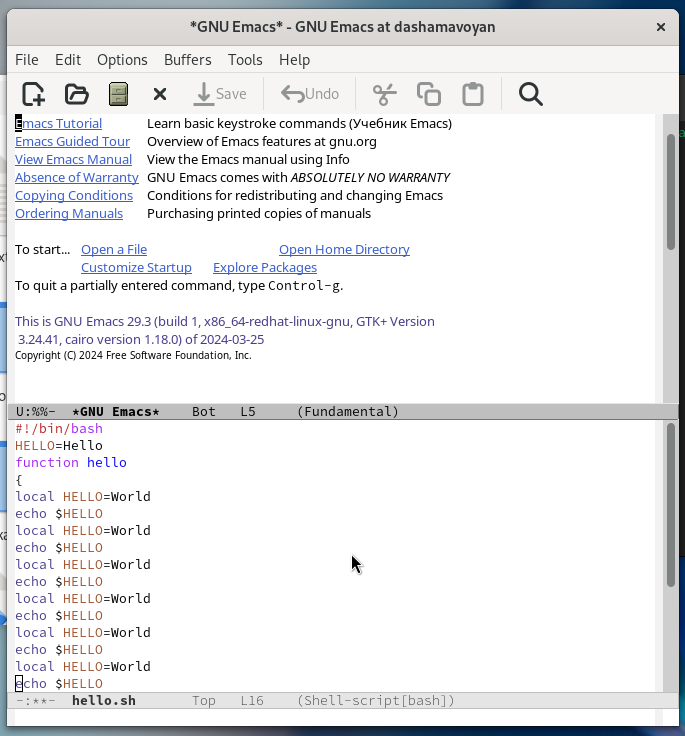 *GNU Emacs* - GNU Emacs at dashamavoyan
File Edit Options Buffers Tools Help
Save Undo
Emacs Tutorial Learn basic keystroke commands (Учебник Emacs)
Emacs Guided Tour Overview of Emacs features at gnu.org
View Emacs Manual View the Emacs manual using Info
Absence of Warranty GNU Emacs comes with ABSOLUTELY NO WARRANTY
Copying Conditions Conditions for redistributing and changing Emacs
Ordering Manuals Purchasing printed copies of manuals
To start... Open a File Open Home Directory
Customize Startup Explore Packages
To quit a partially entered command, type Control-g.
This is GNU Emacs 29.3 (build 1, x86_64-redhat-linux-gnu, GTK+ Version
3.24.41, cairo version 1.18.0) of 2024-03-25
Copyright (C) 2024 Free Software Foundation, Inc.
U:%%- *GNU Emacs* Bot L5 (Fundamental)
#!/bin/bash
HELLO=Hello
function hello
{
local HELLO=World
echo $HELLO
local HELLO=World
echo $HELLO
local HELLO=World
echo $HELLO
local HELLO=World
echo $HELLO
local HELLO=World
echo $HELLO
local HELLO=World
echo $HELLO
-:**- hello.sh Top L16 (Shell-script[bash])